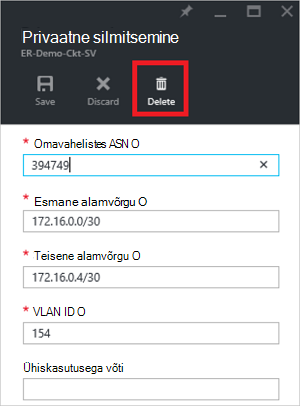 Privaatne silmitsemine
ER-Demo-Ckt-SV
Save Discard Delete
* Omavahelistes ASN O
394749
* Esmane alamvõrgu O
172.16.0.0/30
* Teisene alamvõrgu O
172.16.0.4/30
* VLAN ID O
154
Ühiskasutusega võti